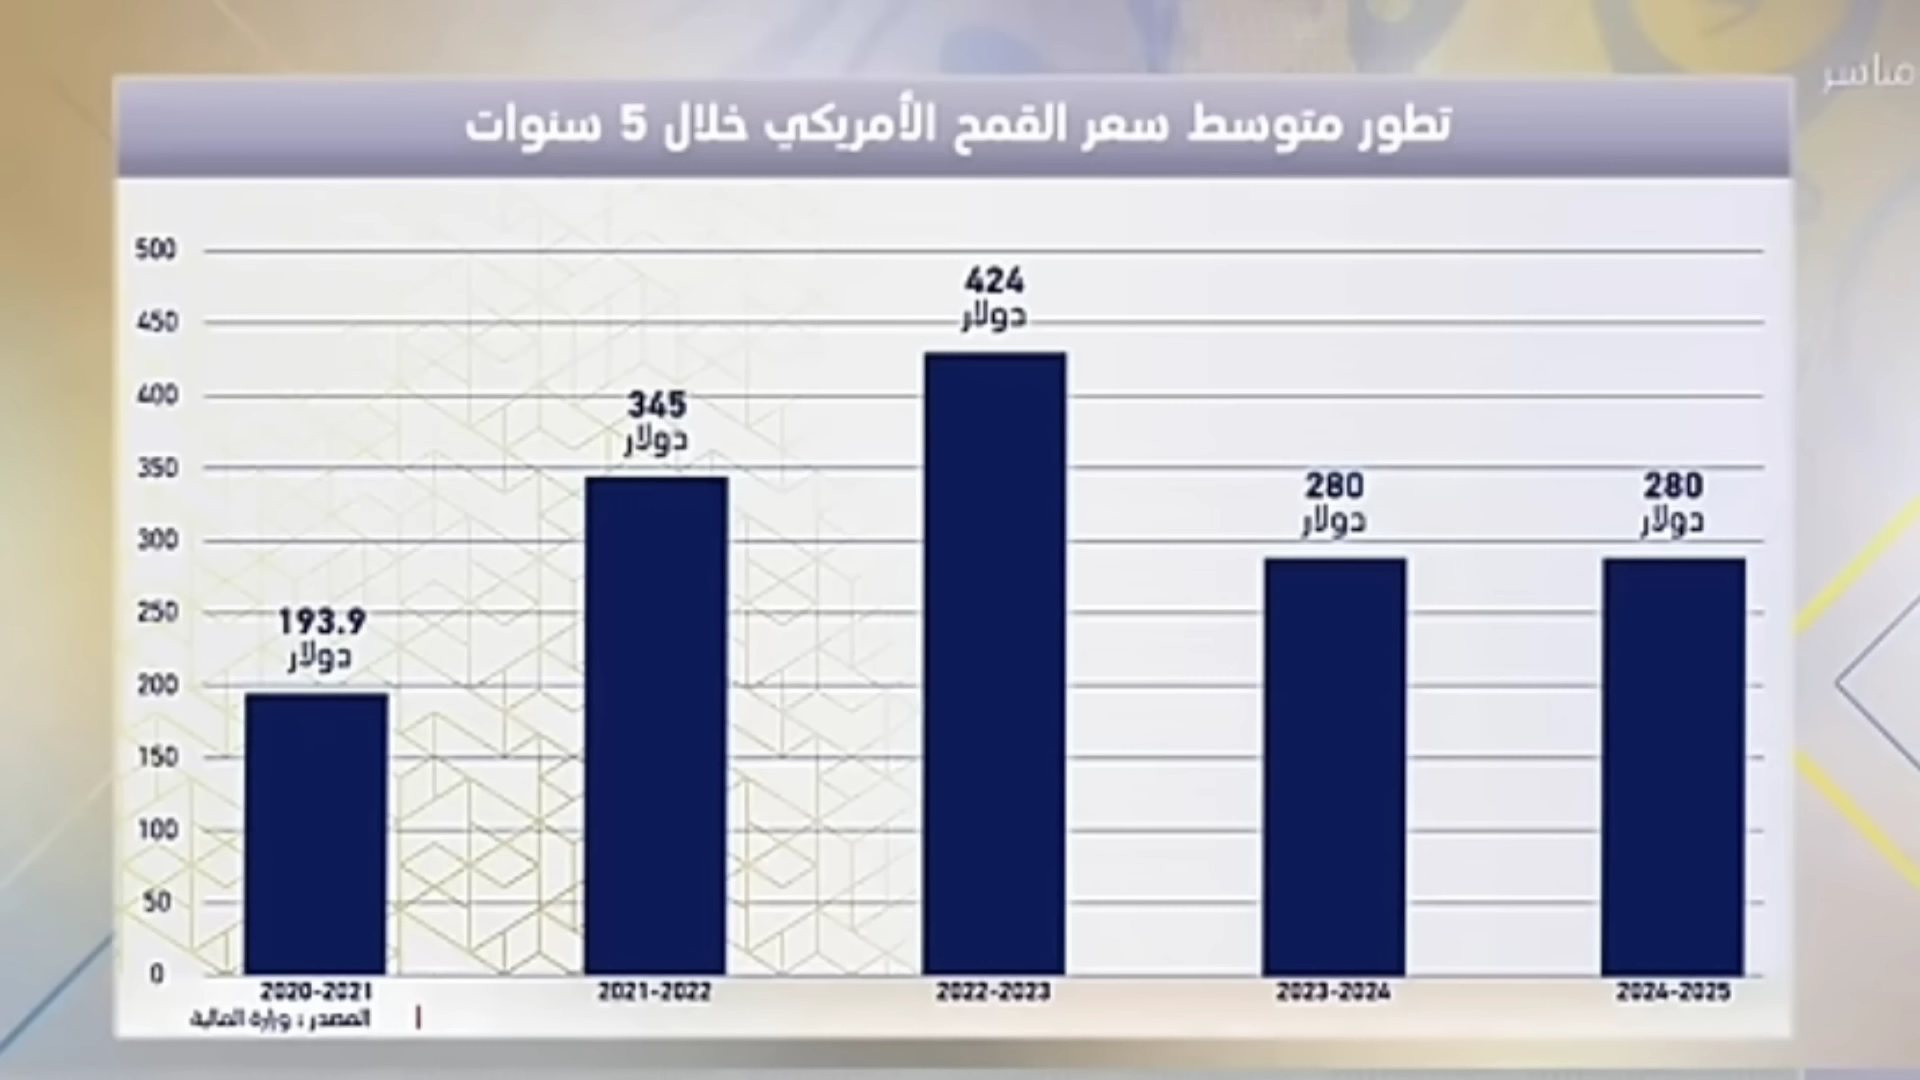 مباشر
تطور متوسط سعر القمح الأمريكي خلال 5 سنوات
500
450
400
350
300
250
200
150
100
50
0
193.9
دولار
345
دولار
424
دولار
280
دولار
280
دولار
2020-2021
2021-2022
2022-2023
2023-2024
2024-2025
المصدر : وزارة المالية